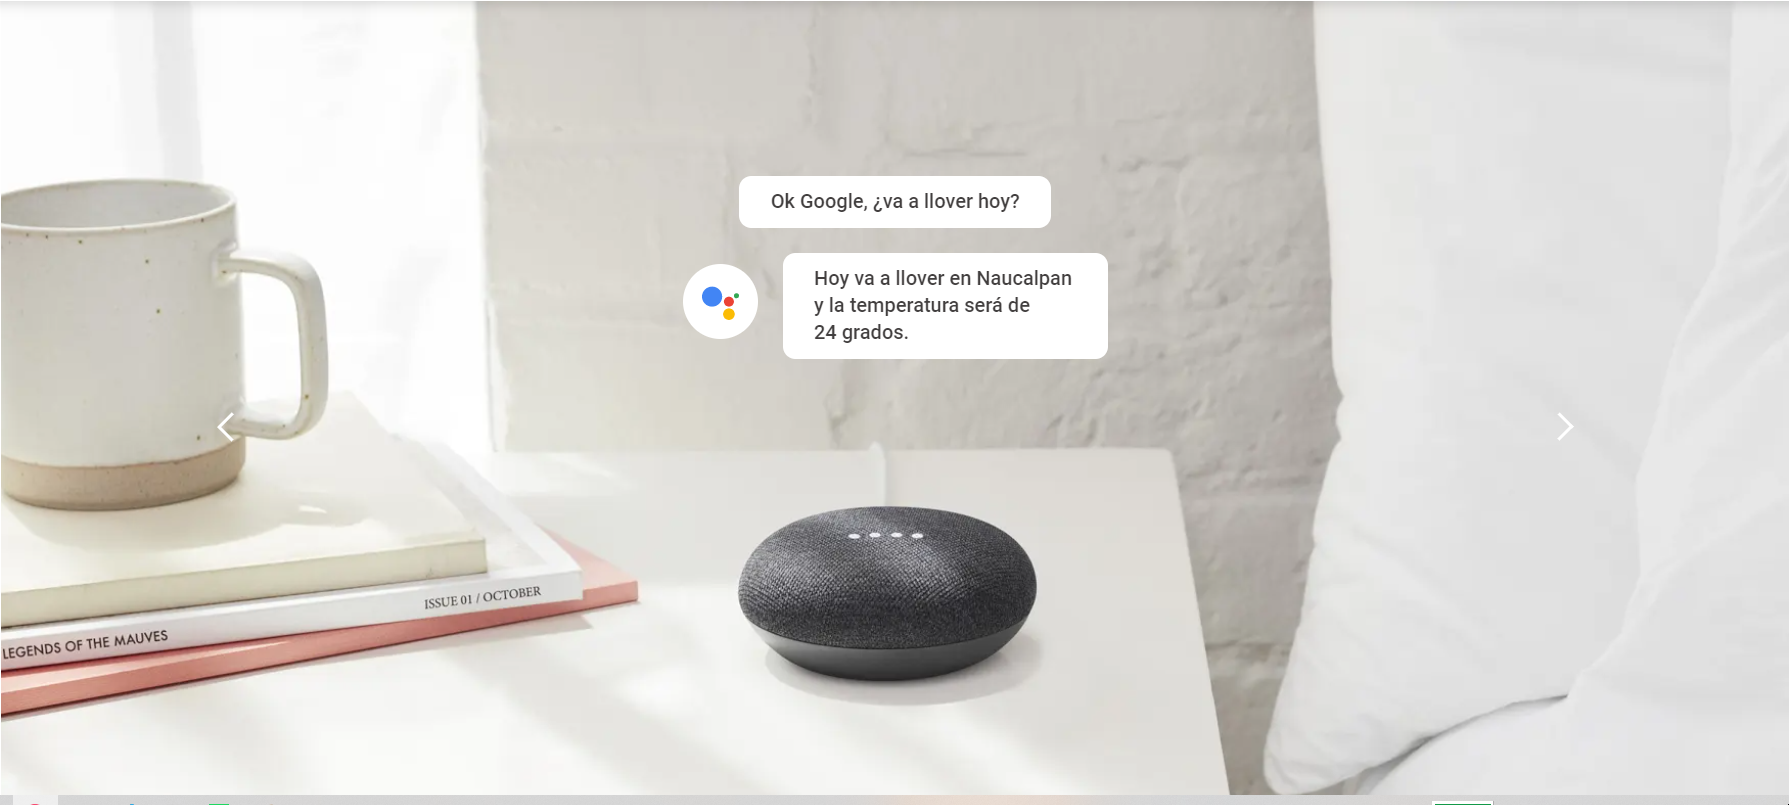 Ok Google, ¿va a llover hoy?
Hoy va a llover en Naucalpan
y la temperatura será de
24 grados.
ISSUE 01 / OCTOBER
LEGENDS OF THE MAUVES